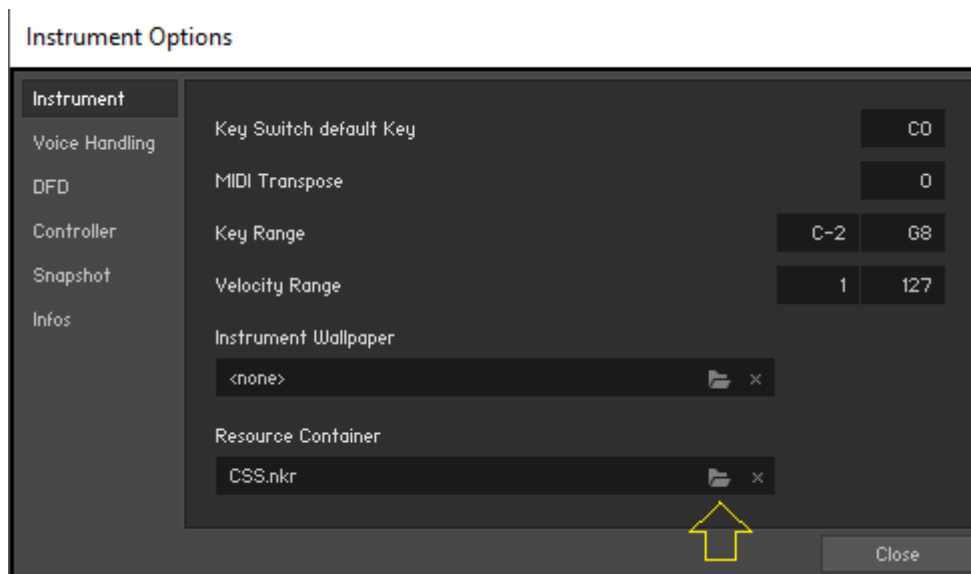 Instrument Options
Instrument
Voice Handling
DFD
Controller
Snapshot
Infos
Key Switch default Key C0
MIDI Transpose 0
Key Range C-2 G8
Velocity Range 1 127
Instrument Wallpaper
<none>
Resource Container
CSS.nkr
Close